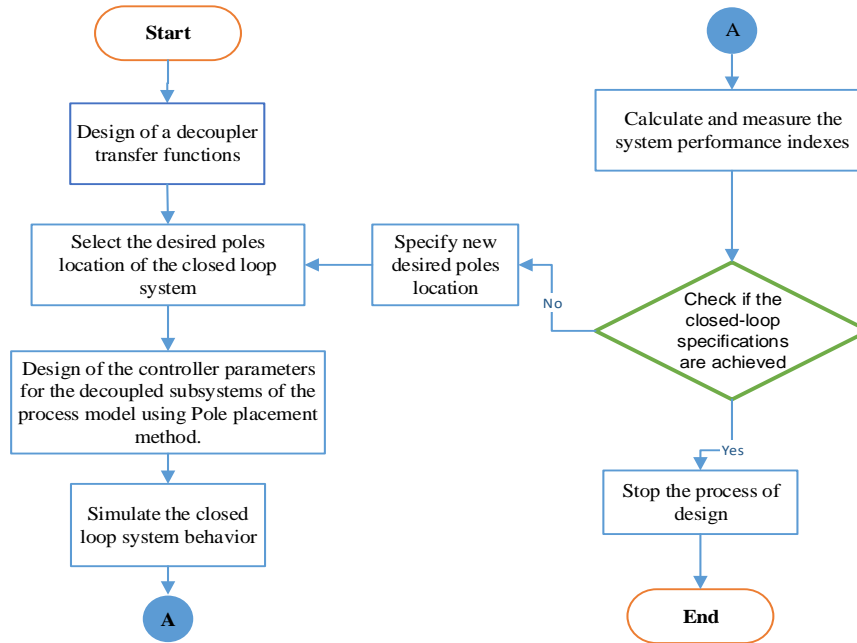 Start
Design of a decoupler
transfer functions
Select the desired poles
location of the closed loop
system
Design of the controller parameters
for the decoupled subsystems of the
process model using Pole placement
method.
Simulate the closed
loop system behavior
A
Specify new
desired poles
location
A
Calculate and measure the
system performance indexes
Check if the
closed-loop
specifications
are achieved
No
Yes
Stop the process of
design
End